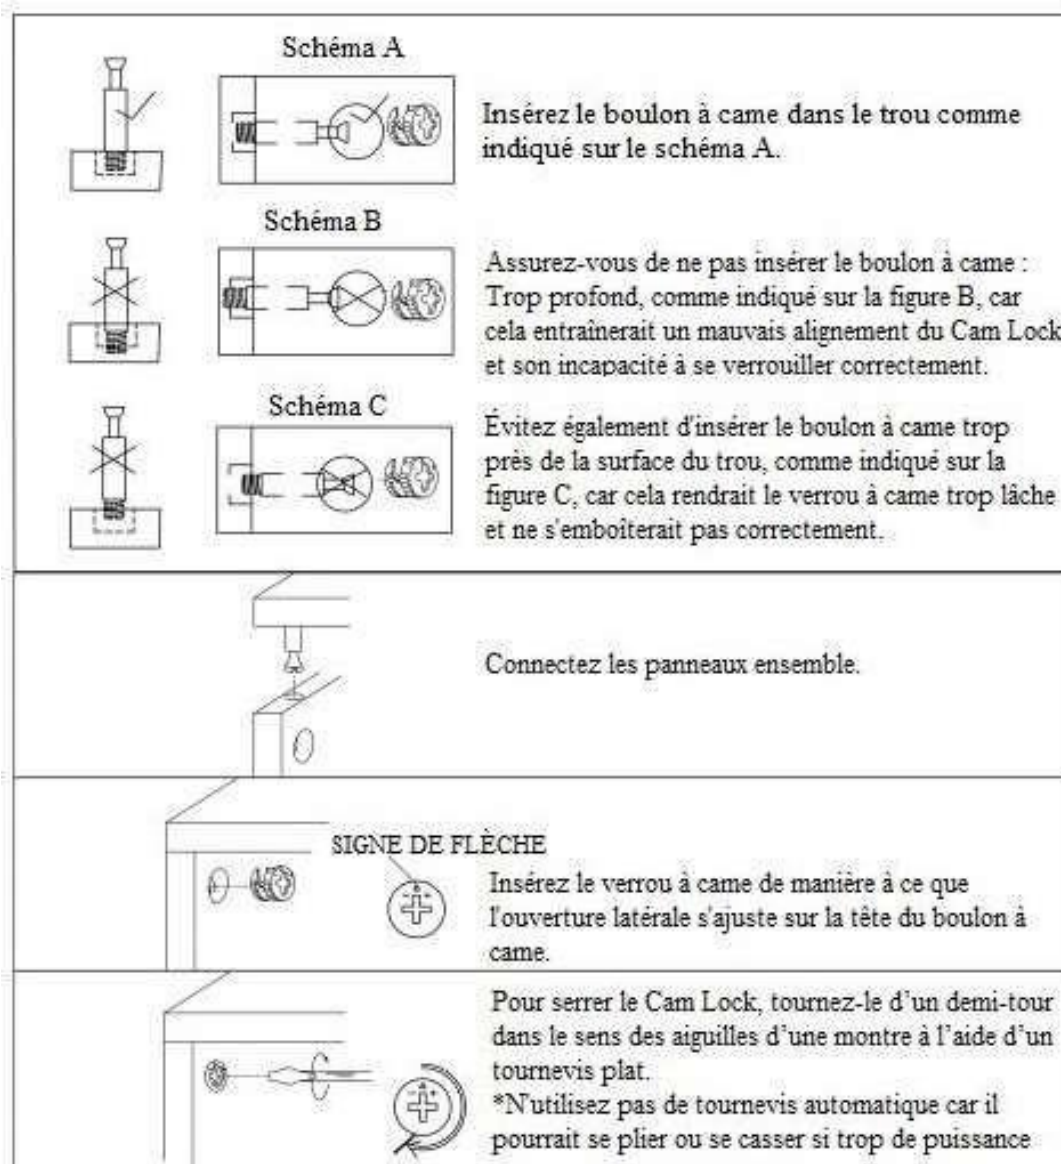 Schéma A
Insérez le boulon à came dans le trou comme
indiqué sur le schéma A.
Schéma B
Assurez-vous de ne pas insérer le boulon à came :
Trop profond, comme indiqué sur la figure B, car
cela entraînerait un mauvais alignement du Cam Lock
et son incapacité à se verrouiller correctement.
Schéma C
Évitez également d'insérer le boulon à came trop
près de la surface du trou, comme indiqué sur la
figure C, car cela rendrait le verrou à came trop lâche
et ne s'emboîterait pas correctement.
Connectez les panneaux ensemble.
SIGNE DE FLÈCHE
Insérez le verrou à came de manière à ce que
l'ouverture latérale s'ajuste sur la tête du boulon à
came.
Pour serrer le Cam Lock, tournez-le d’un demi-tour
dans le sens des aiguilles d’une montre à l’aide d’un
tournevis plat.
*N'utilisez pas de tournevis automatique car il
pourrait se plier ou se casser si trop de puissance